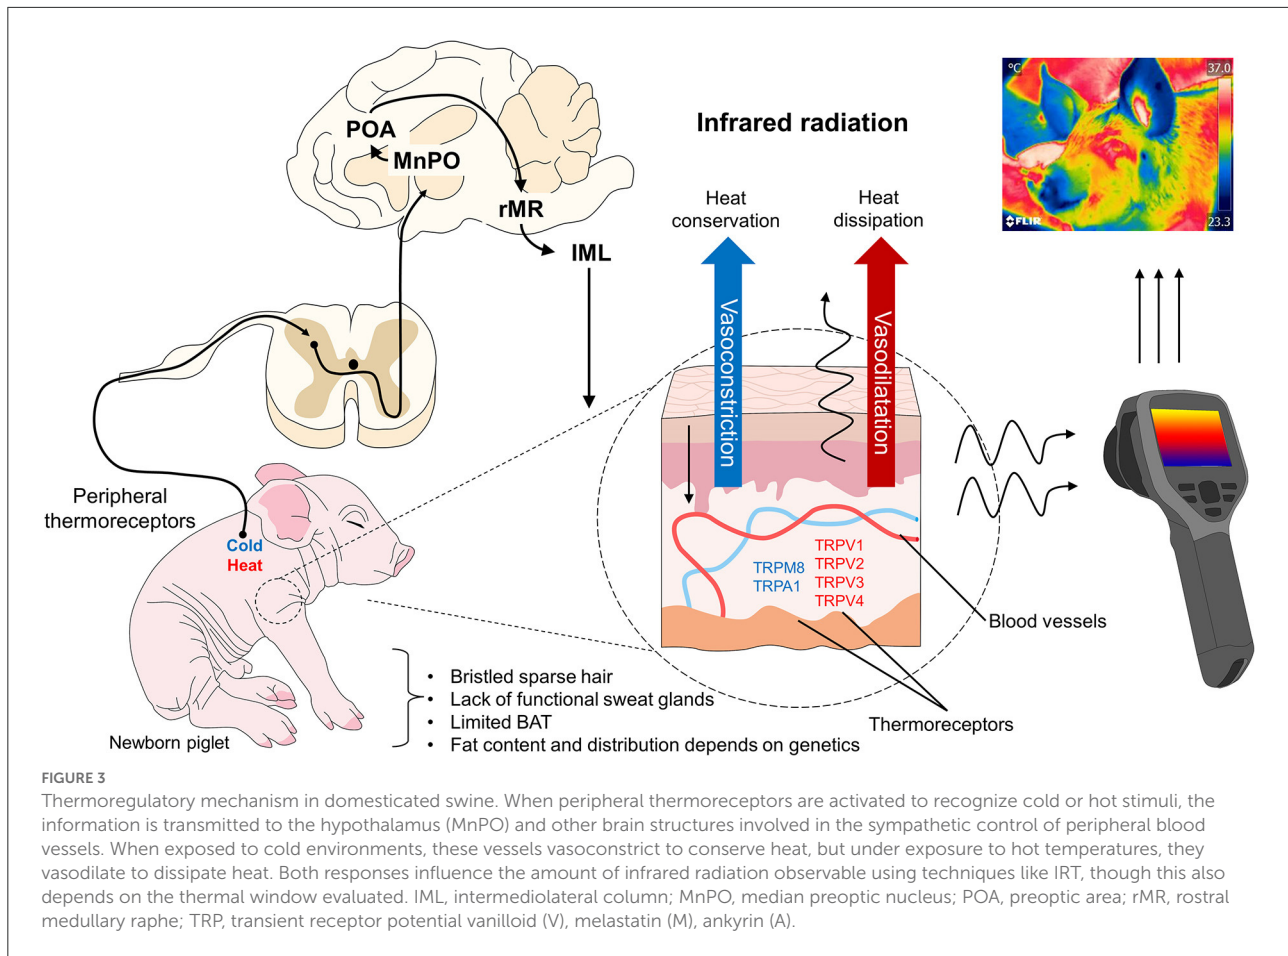 POA
MnPO
rMR
IML
Infrared radiation
Heat
conservation
Heat
dissipation
Vasoconstriction
Vasodilatation
°C
37.0
23.3
FLIR
Peripheral
thermoreceptors
Cold
Heat
TRPM8
TRPA1
TRPV1
TRPV2
TRPV3
TRPV4
Blood vessels
Thermoreceptors
Newborn piglet
• Bristled sparse hair
• Lack of functional sweat glands
• Limited BAT
• Fat content and distribution depends on genetics
FIGURE 3
Thermoregulatory mechanism in domesticated swine. When peripheral thermoreceptors are activated to recognize cold or hot stimuli, the
information is transmitted to the hypothalamus (MnPO) and other brain structures involved in the sympathetic control of peripheral blood
vessels. When exposed to cold environments, these vessels vasoconstrict to conserve heat, but under exposure to hot temperatures, they
vasodilate to dissipate heat. Both responses influence the amount of infrared radiation observable using techniques like IRT, though this also
depends on the thermal window evaluated. IML, intermediolateral column; MnPO, median preoptic nucleus; POA, preoptic area; rMR, rostral
medullary raphe; TRP, transient receptor potential vanilloid (V), melastatin (M), ankyrin (A).